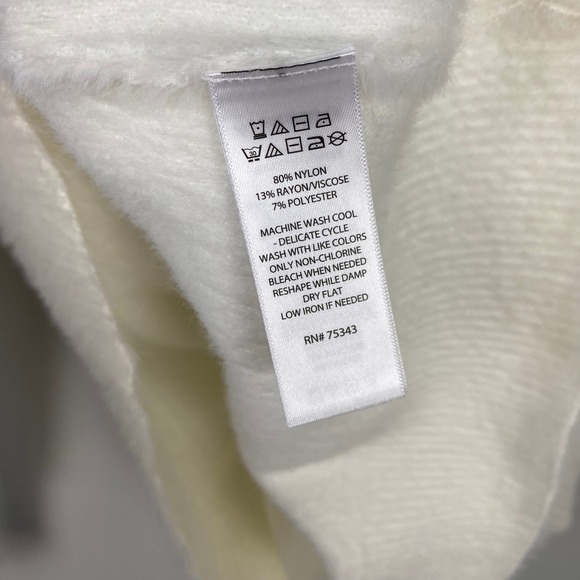 30
80% NYLON
13% RAYON/VISCOSE
7% POLYESTER
MACHINE WASH COOL
- DELICATE CYCLE
WASH WITH LIKE COLORS
ONLY NON-CHLORINE
BLEACH WHEN NEEDED
RESHAPE WHILE DAMP
DRY FLAT
LOW IRON IF NEEDED
RN# 75343